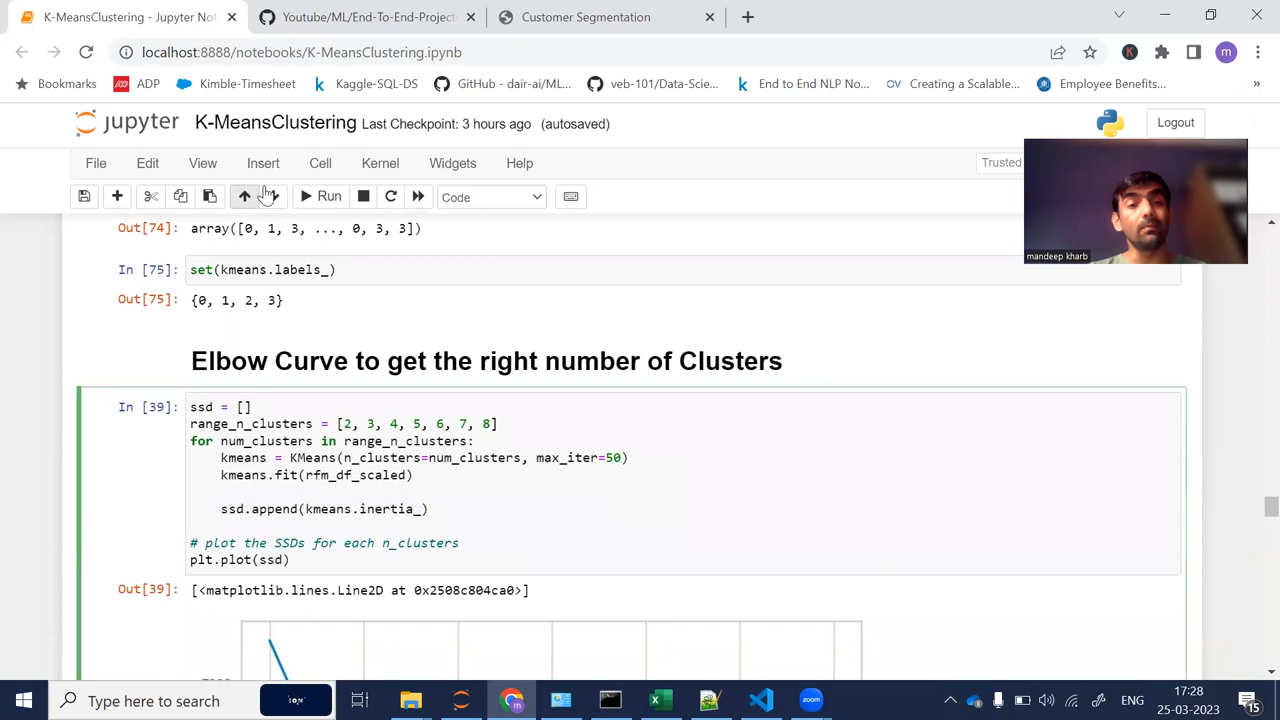 K-MeansClustering - Jupyter Note
Youtube/ML/End-To-End-Projects
Customer Segmentation
localhost:8888/notebooks/K-MeansClustering.ipynb
m
Bookmarks
ADP
Kimble-Timesheet
Kaggle-SQL-DS
GitHub - dair-ai/ML...
veb-101/Data-Scie...
End to End NLP No...
Creating a Scalable...
Employee Benefits...
»
jupyter
K-MeansClustering Last Checkpoint: 3 hours ago (autosaved)
Logout
File Edit View Insert Cell Kernel Widgets Help
Trusted
Run
Code
mandeep kharb
Out[74]: array([0, 1, 3, ..., 0, 3, 3])
In [75]: set(kmeans.labels_)
Out[75]: {0, 1, 2, 3}
Elbow Curve to get the right number of Clusters
In [39]: ssd = []
range_n_clusters = [2, 3, 4, 5, 6, 7, 8]
for num_clusters in range_n_clusters:
kmeans = KMeans(n_clusters=num_clusters, max_iter=50)
kmeans.fit(rfm_df_scaled)
ssd.append(kmeans.inertia_)
# plot the SSDs for each n_clusters
plt.plot(ssd)
Out[39]: [<matplotlib.lines.Line2D at 0x2508c804ca0>]
Type here to search
zoom
ENG
17:28
25-03-2023
15